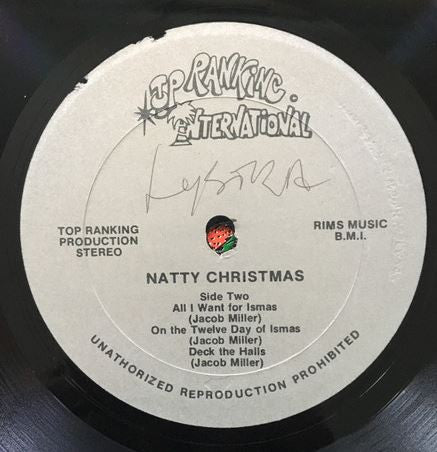 TOP RANKING
INTERNATIONAL
TOP RANKING
PRODUCTION
STEREO
RIMS MUSIC
B.M.I.
NATTY CHRISTMAS
Side Two
All I Want for Ismas
(Jacob Miller)
On the Twelve Day of Ismas
(Jacob Miller)
Deck the Halls
(Jacob Miller)
UNAUTHORIZED REPRODUCTION PROHIBITED